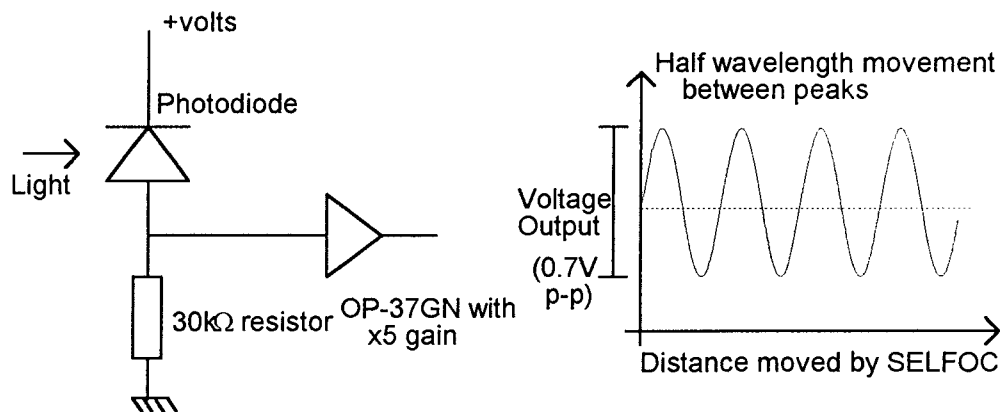 +volts
Photodiode
Light
30kΩ resistor
OP-37GN with
x5 gain
Half wavelength movement
between peaks
Voltage
Output
(0.7V
p-p)
Distance moved by SELFOC